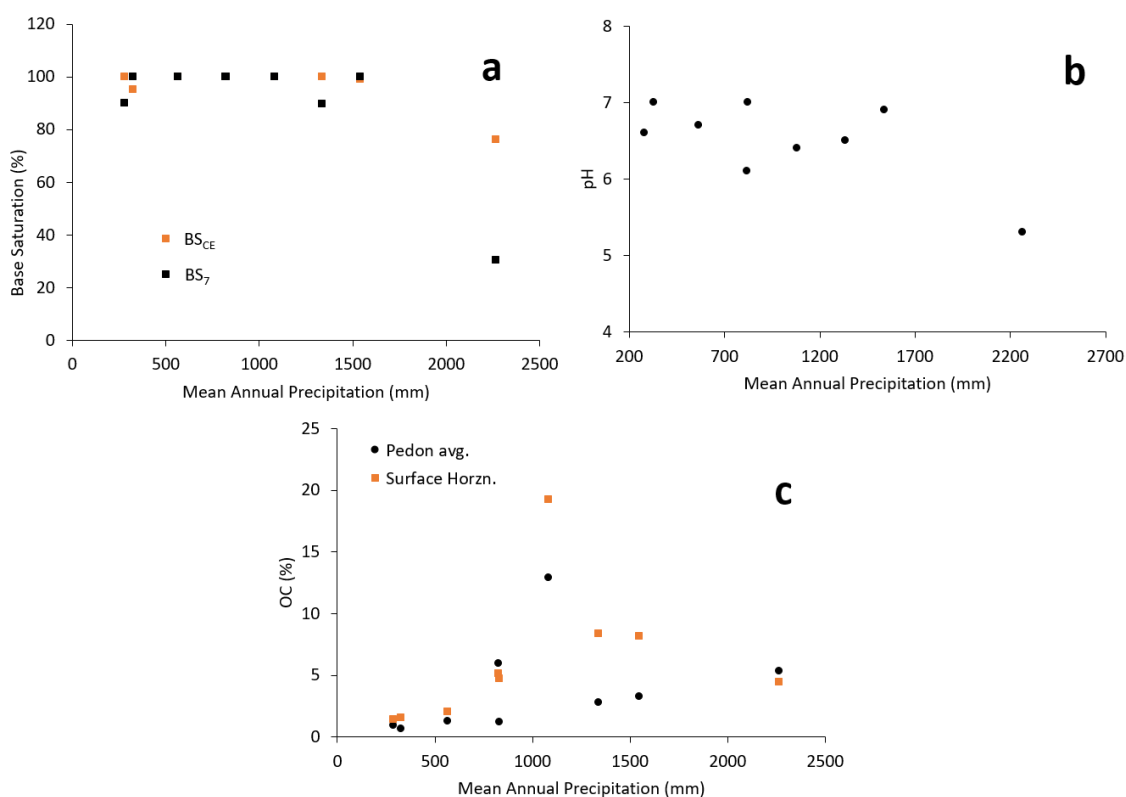 a
120
100
80
60
40
20
0
Base Saturation (%)
BSCE
BS7
0 500 1000 1500 2000 2500
Mean Annual Precipitation (mm)
b
8
7
6
5
4
pH
200 700 1200 1700 2200 2700
Mean Annual Precipitation (mm)
c
25
20
15
10
5
0
OC (%)
Pedon avg.
Surface Horzn.
0 500 1000 1500 2000 2500
Mean Annual Precipitation (mm)